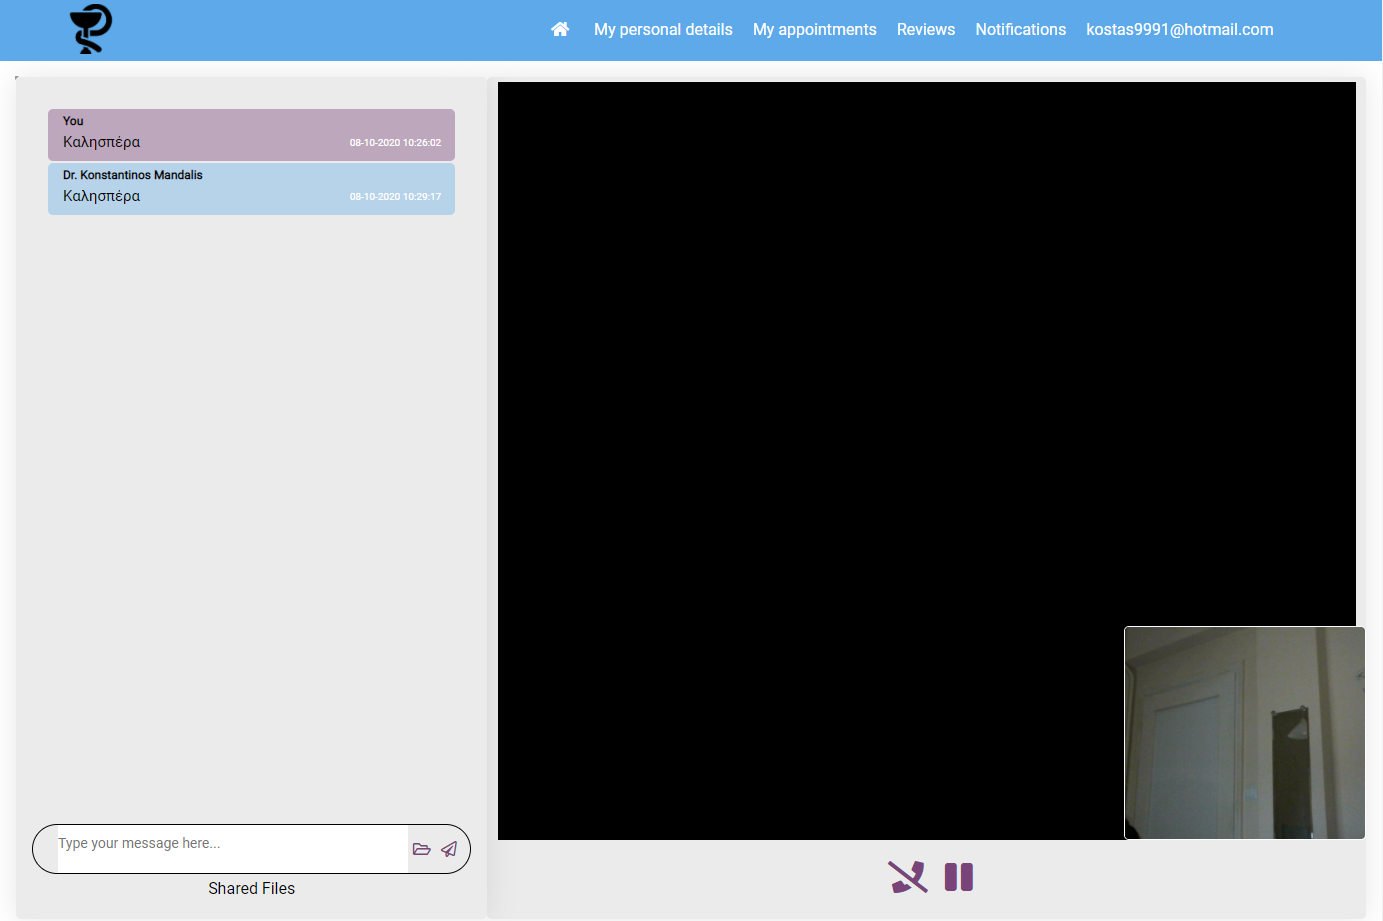 My personal details My appointments Reviews Notifications kostas9991@hotmail.com
You
Καλησπέρα 08-10-2020 10:26:02
Dr. Konstantinos Mandalis
Καλησπέρα 08-10-2020 10:29:17
Type your message here...
Shared Files